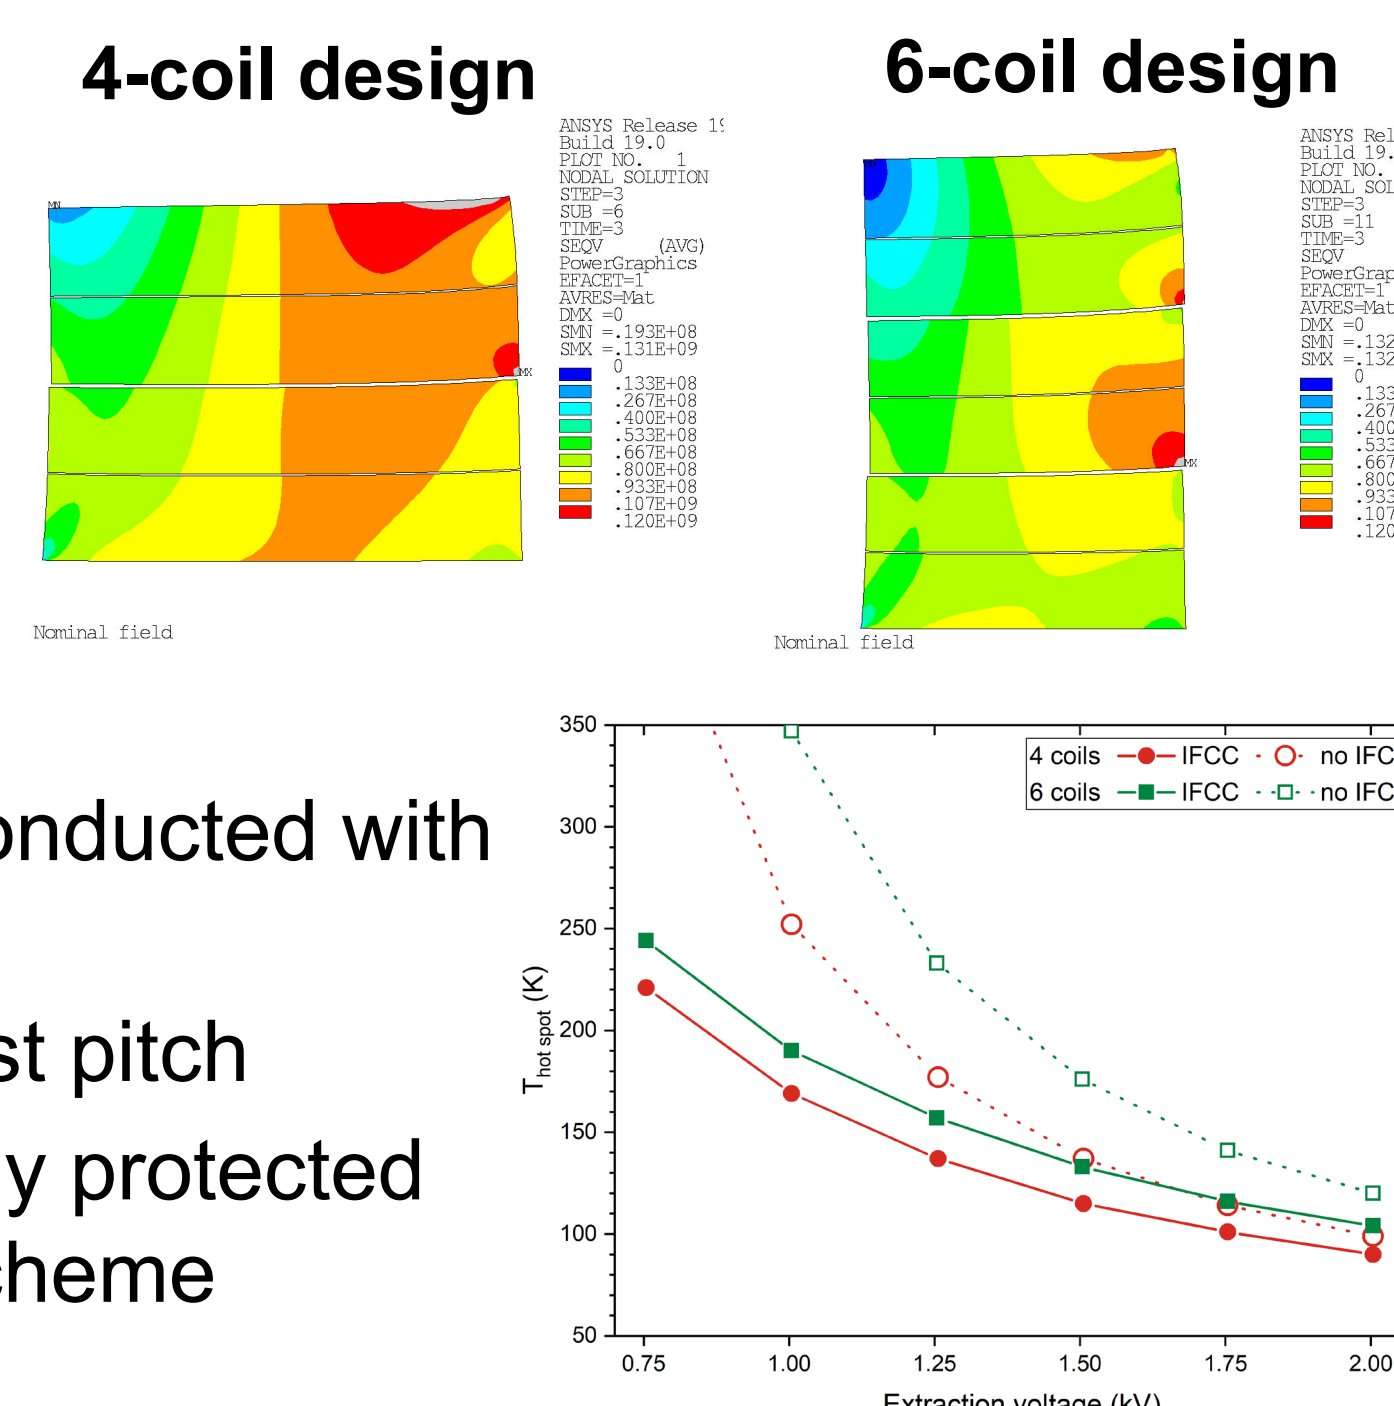 4-coil design
6-coil design
ANSYS Release 19
Build 19.0
PLOT NO. 1
NODAL SOLUTION
STEP=3
SUB =6
TIME=3
SEQV (AVG)
PowerGraphics
EFACET=1
AVRES=Mat
DMX =0
SMN =.193E+08
SMX =.131E+09
0
.133E+08
.267E+08
.400E+08
.533E+08
.667E+08
.800E+08
.933E+08
.107E+09
.120E+09
MN
MX
Nominal field
ANSYS Rel
Build 19.
PLOT NO.
NODAL SOL
STEP=3
SUB =11
TIME=3
SEQV
PowerGrap
EFACET=1
AVRES=Mat
DMX =0
SMN =.132
SMX =.132
0
.133
.267
.400
.533
.667
.800
.933
.107
.120
MX
Nominal field
onducted with
st pitch
y protected
cheme
350
300
250
200
150
100
50
T hot spot (K)
4 coils IFCC no IFC
6 coils IFCC no IFC
0.75 1.00 1.25 1.50 1.75 2.00
Extraction voltage (kV)